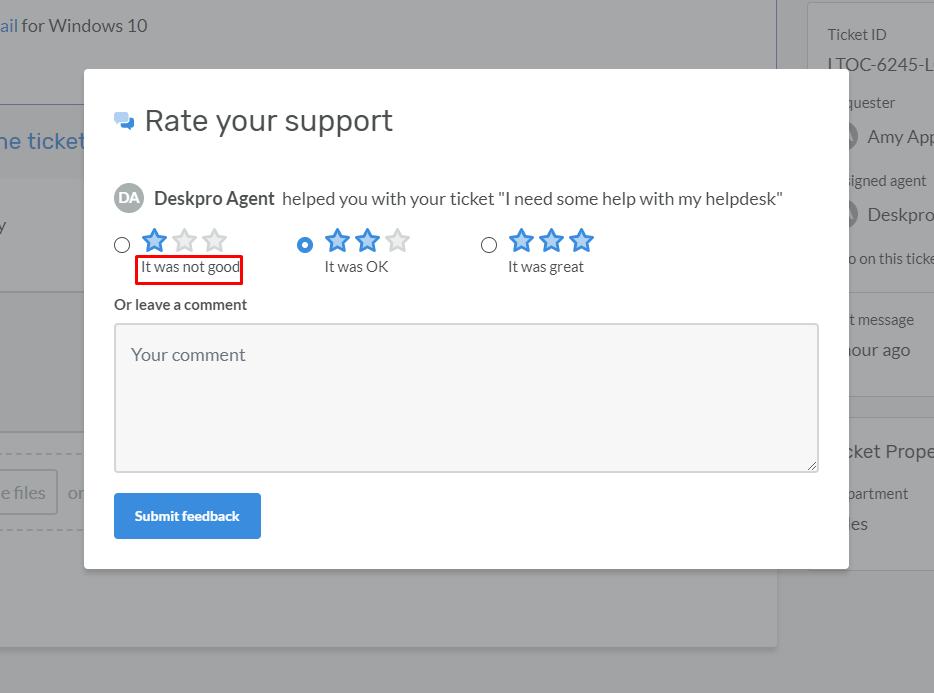 ail for Windows 10
Ticket ID
LTOC-6245-L
Rate your support
quester
he ticket
Amy App
signed agent
DA Deskpro Agent helped you with your ticket "I need some help with my helpdesk"
Deskpro
It was not good
It was OK
It was great
o on this ticke
Or leave a comment
t message
Your comment
hour ago
cket Prope
e files or
partment
les
Submit feedback